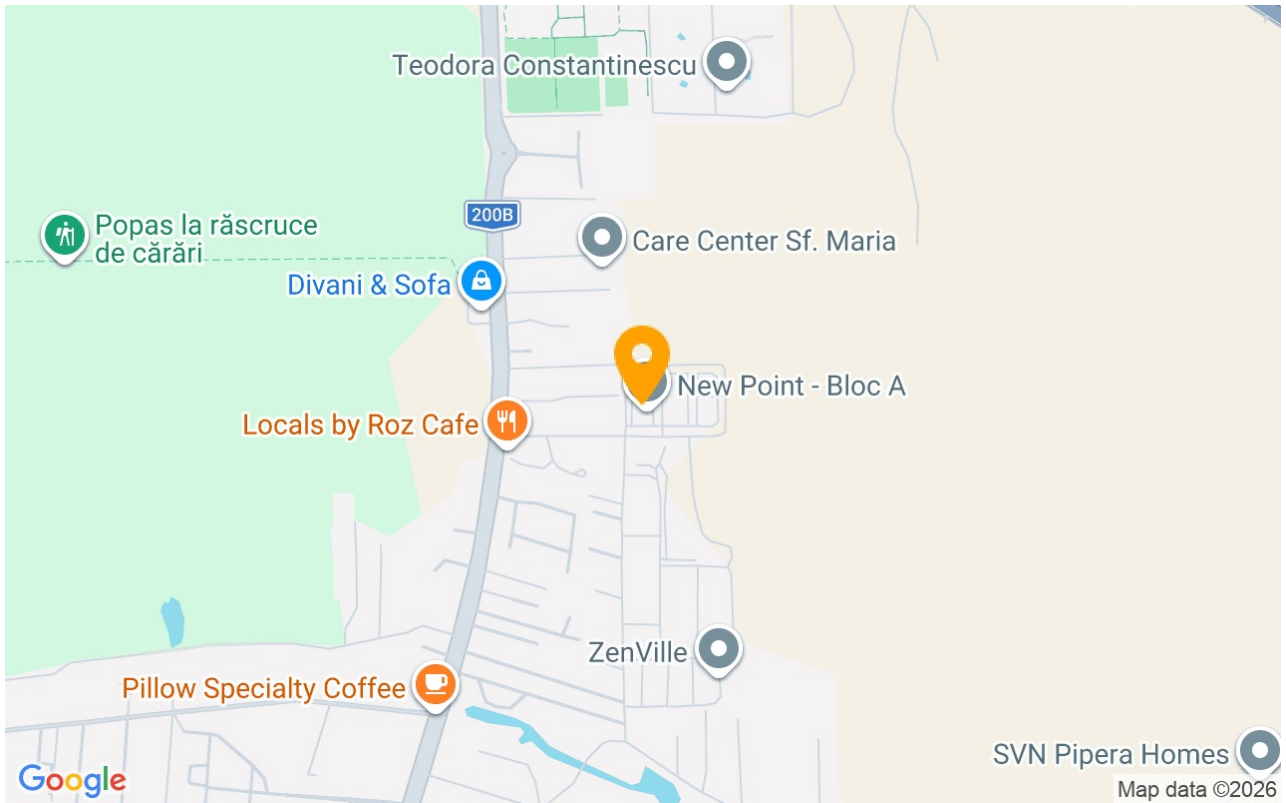 Teodora Constantinescu
200B
Popas la răscruce
de cărări
Care Center Sf. Maria
Divani & Sofa
New Point - Bloc A
Locals by Roz Cafe
ZenVille
Pillow Specialty Coffee
SVN Pipera Homes
Google
Map data ©2026